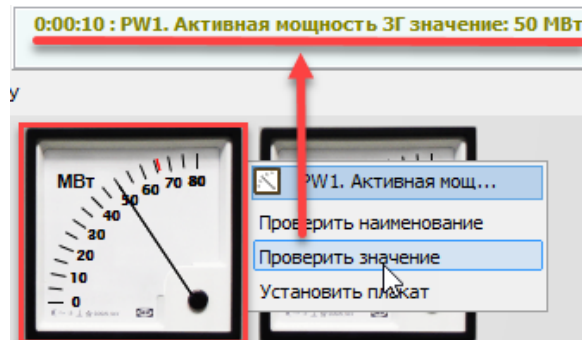 0:00:10 : PW1. Активная мощность 3Г значение: 50 МВт
у
МВт
80
70
60
50
40
30
20
10
0
PW1. Активная мощ...
Проверить наименование
Проверить значение
Установить плакат